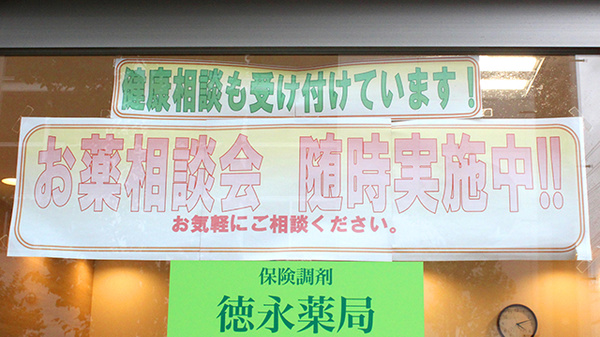 健康相談も受け付けています!
お薬相談会 随時実施中!!
お気軽にご相談ください。
保険調剤
徳永薬局